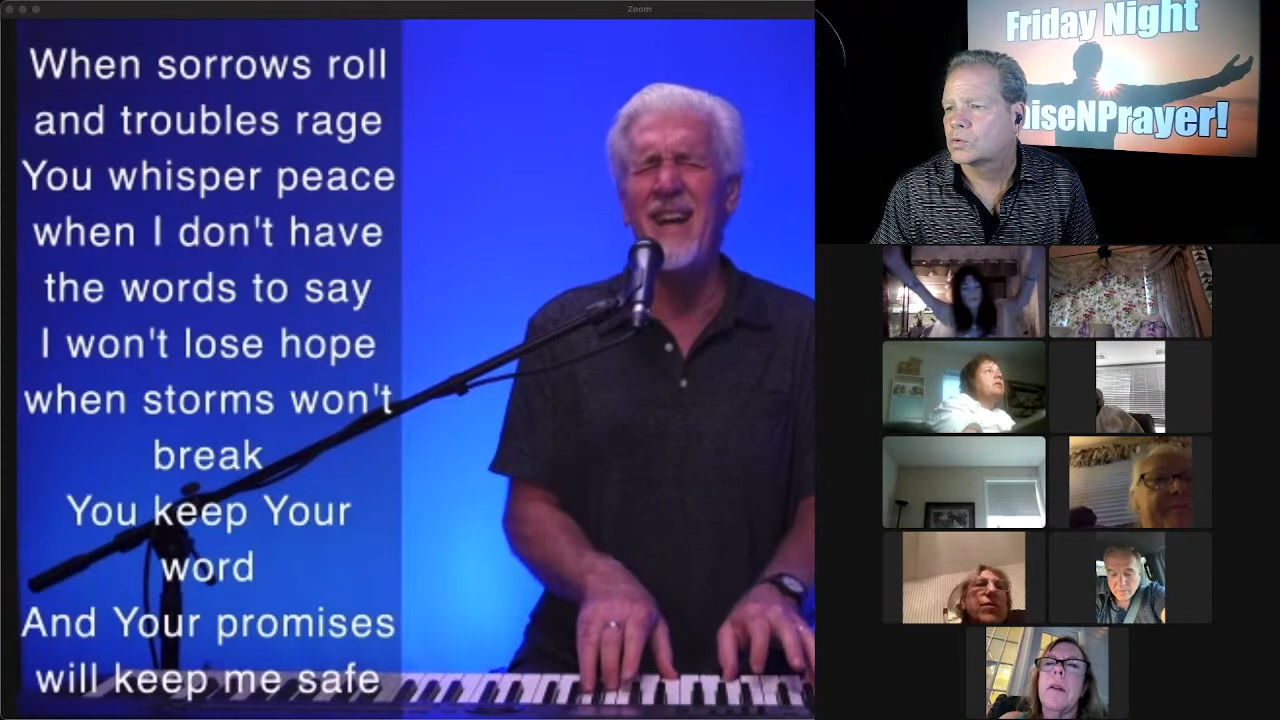 Zoom
When sorrows roll
and troubles rage
You whisper peace
when I don't have
the words to say
I won't lose hope
when storms won't
break
You keep Your
word
And Your promises
will keep me safe
Friday Night
aiseNPrayer!